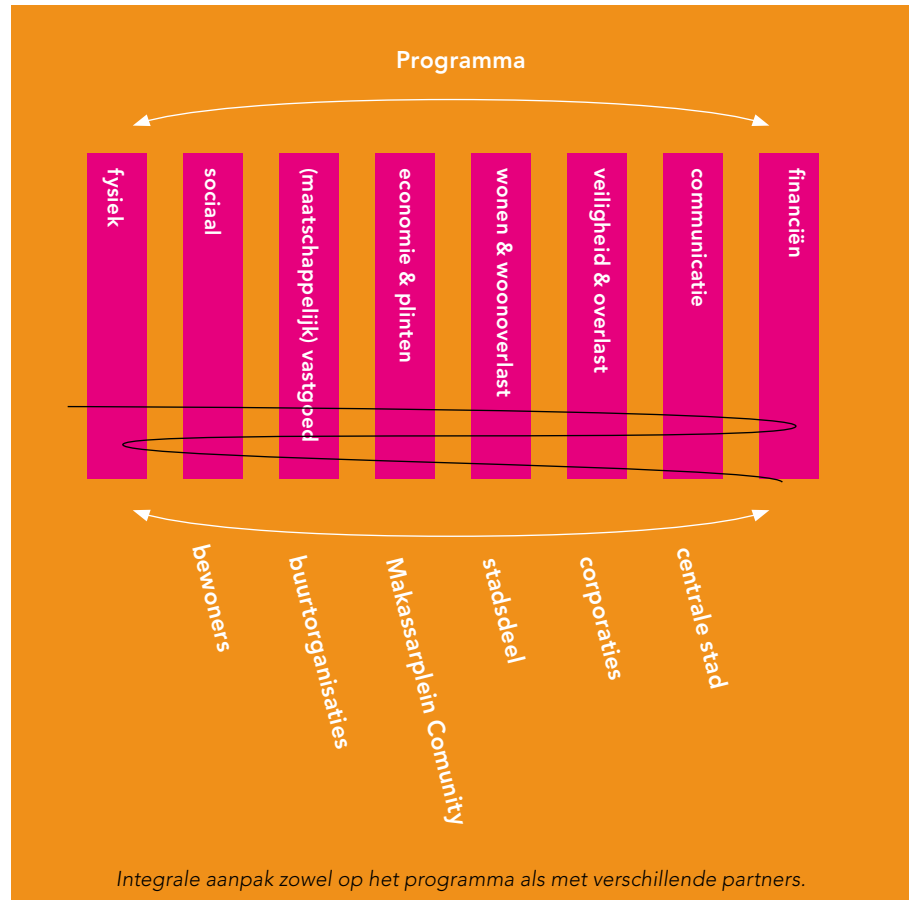 Programma
fysiek
sociaal
(maatschappelijk) vastgoed
economie & plinten
wonen & woonoverlast
veiligheid & overlast
communicatie
financiën
bewoners
buurtorganisaties
Makassarplein Comunity
stadsdeel
corporaties
centrale stad
Integrale aanpak zowel op het programma als met verschillende partners.